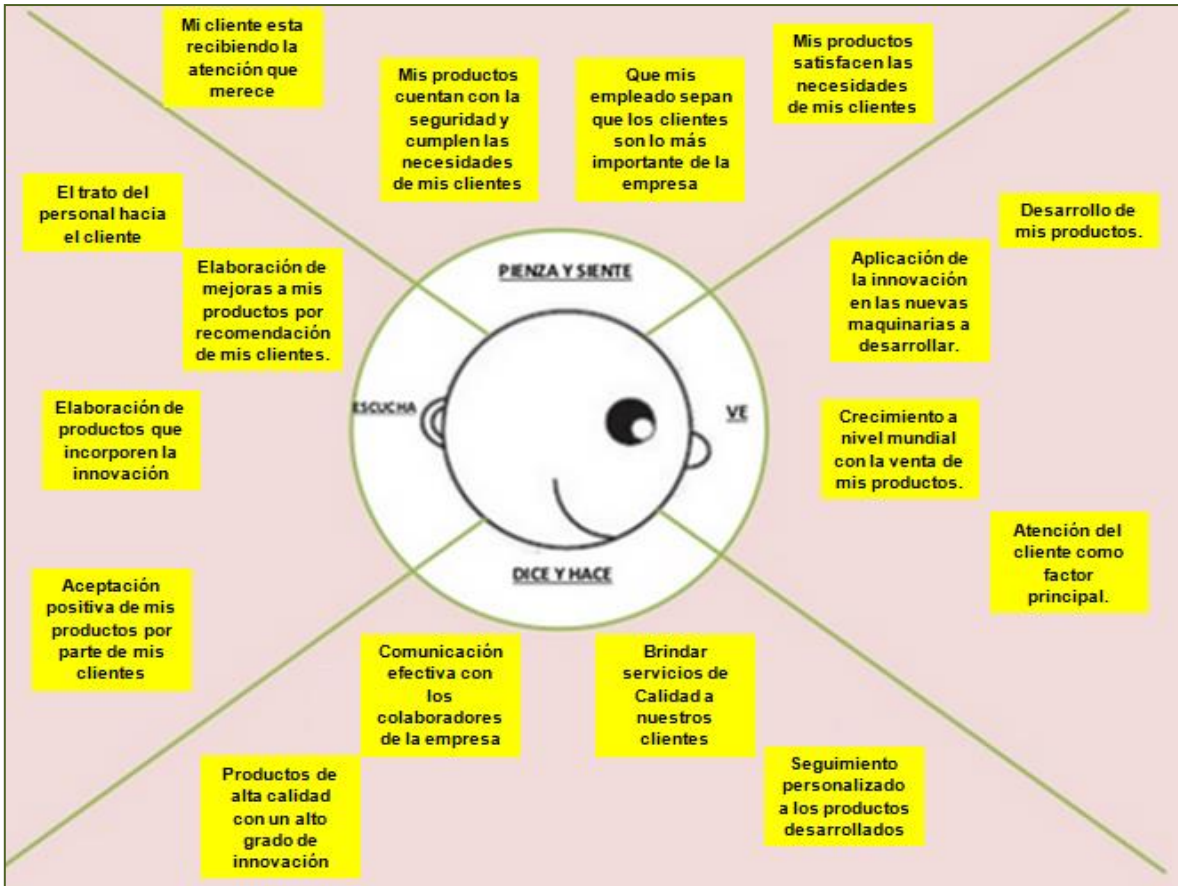 Mi cliente esta
recibiendo la
atención que
merece
Mis productos
cuentan con la
seguridad y
cumplen las
necesidades
de mis clientes
Que mis
empleado sepan
que los clientes
son lo más
importante de la
empresa
Mis productos
satisfacen las
necesidades
de mis clientes
El trato del
personal hacia
el cliente
Elaboración de
mejoras a mis
productos por
recomendación
de mis clientes.
Elaboración de
productos que
incorporen la
innovación
Aceptación
positiva de mis
productos por
parte de mis
clientes
PIENZA Y SIENTE
ESCUCHA
VE
DICE Y HACE
Desarrollo de
mis productos.
Aplicación de
la innovación
en las nuevas
maquinarias a
desarrollar.
Crecimiento a
nivel mundial
con la venta de
mis productos.
Atención del
cliente como
factor
principal.
Productos de
alta calidad
con un alto
grado de
innovación
Comunicación
efectiva con
los
colaboradores
de la empresa
Brindar
servicios de
Calidad a
nuestros
clientes
Seguimiento
personalizado
a los productos
desarrollados